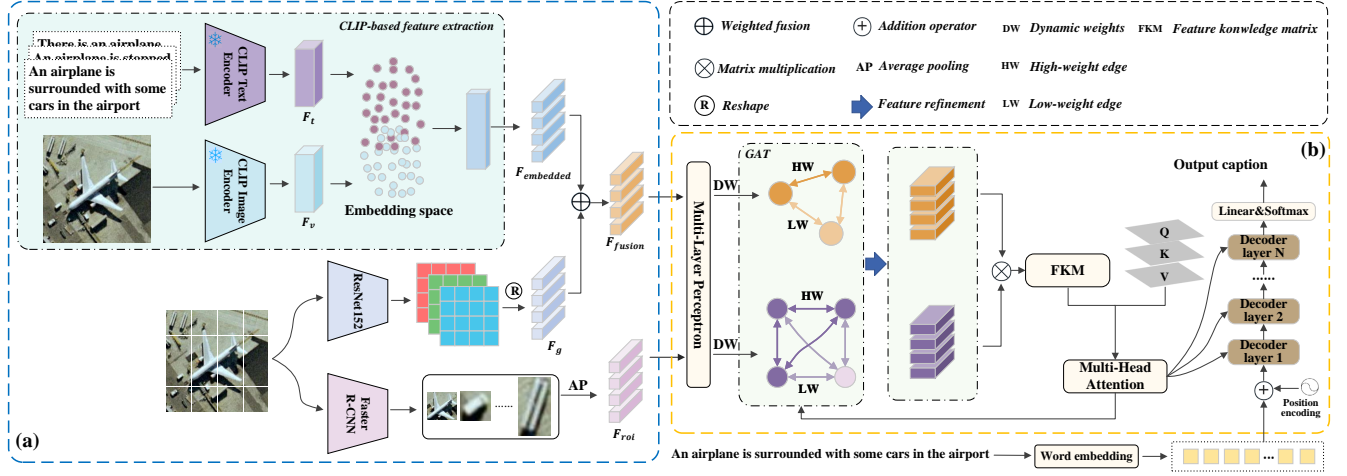 CLIP-based feature extraction
There is an airplane
An airplane is stopped
An airplane is
surrounded with some
cars in the airport
CLIP Text
Encoder
F_t
CLIP Image
Encoder
F_v
Embedding space
F_embedded
F_fusion
ResNet152
R
F_g
Faster
R-CNN
......
AP
F_roi
(a)
Weighted fusion
Addition operator
DW Dynamic weights
FKM Feature konwledge matrix
Matrix multiplication
AP Average pooling
HW High-weight edge
R Reshape
Feature refinement
LW Low-weight edge
(b)
Multi-Layer Perceptron
DW
GAT
HW
LW
DW
HW
LW
FKM
Q
K
V
Multi-Head
Attention
Output caption
Linear&Softmax
Decoder
layer N
......
Decoder
layer 2
Decoder
layer 1
Position
encoding
An airplane is surrounded with some cars in the airport
Word embedding
...